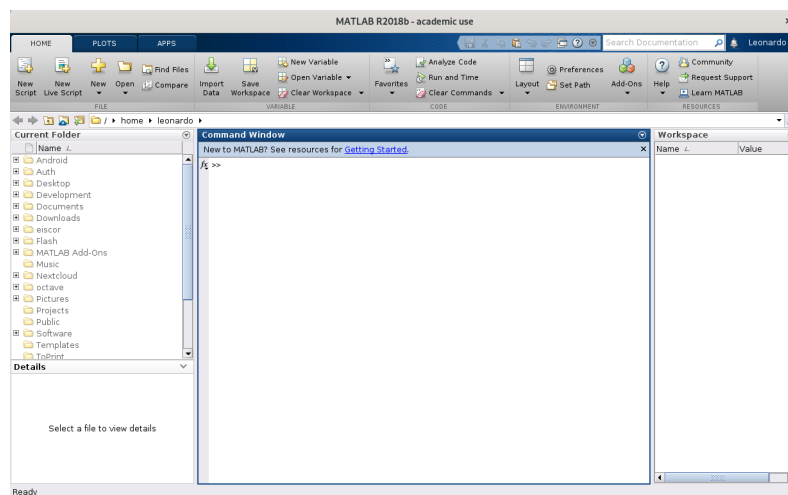 MATLAB R2018b - academic use
HOME PLOTS APPS
Search Documentation
Leonardo
New Script
New Live Script
New
Open
Find Files
Compare
Import Data
Save Workspace
New Variable
Open Variable
Clear Workspace
Favorites
Analyze Code
Run and Time
Clear Commands
Layout
Preferences
Set Path
Add-Ons
Help
Community
Request Support
Learn MATLAB
FILE VARIABLE CODE ENVIRONMENT RESOURCES
/ home leonardo
Current Folder
Name
Android
Auth
Desktop
Development
Documents
Downloads
eiscor
Flash
MATLAB Add-Ons
Music
Nextcloud
octave
Pictures
Projects
Public
Software
Templates
ToPrint
Details
Select a file to view details
Command Window
New to MATLAB? See resources for Getting Started.
fx >>
Workspace
Name Value
Ready